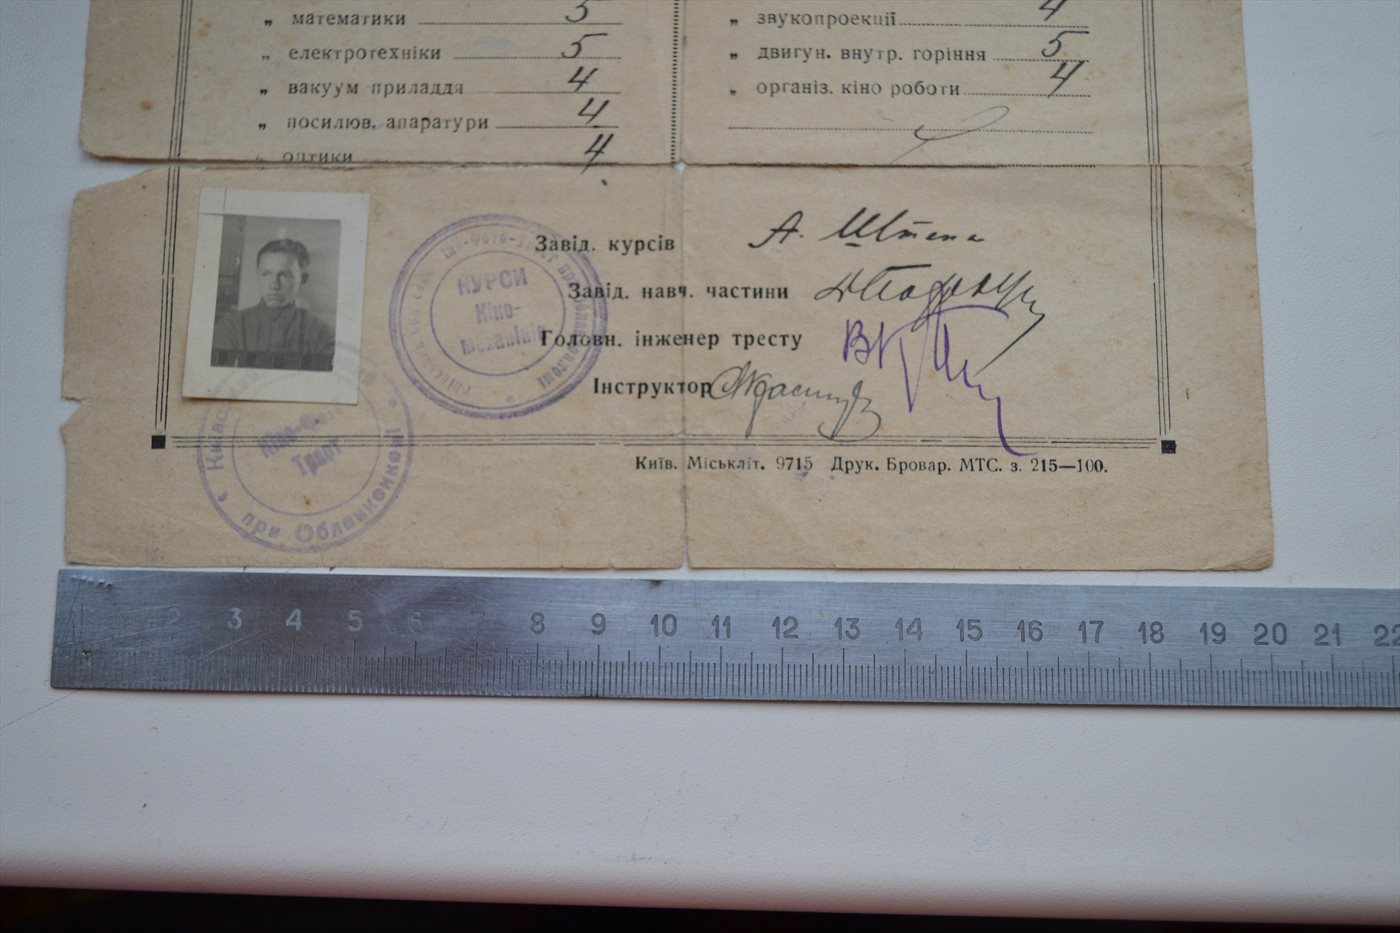 „ математики 5
„ електротехніки 5
„ вакуум приладдя 4
„ посилюв. апаратури 4
оптики 4
„ звукопроекції 4
„ двигун. внутр. горіння 5
„ організ. кіно роботи 4
Завід. курсів А. Штепа
Завід. навч. частини
Головн. інженер тресту
Інструктор
КУРСИ
Кіно-
механіків
Кіно-Фото
Трест
при Облвиконкомі
Київ. Міськліт. 9715 Друк. Бровар. МТС. з. 215—100.
2 3 4 5 6 7 8 9 10 11 12 13 14 15 16 17 18 19 20 21 22